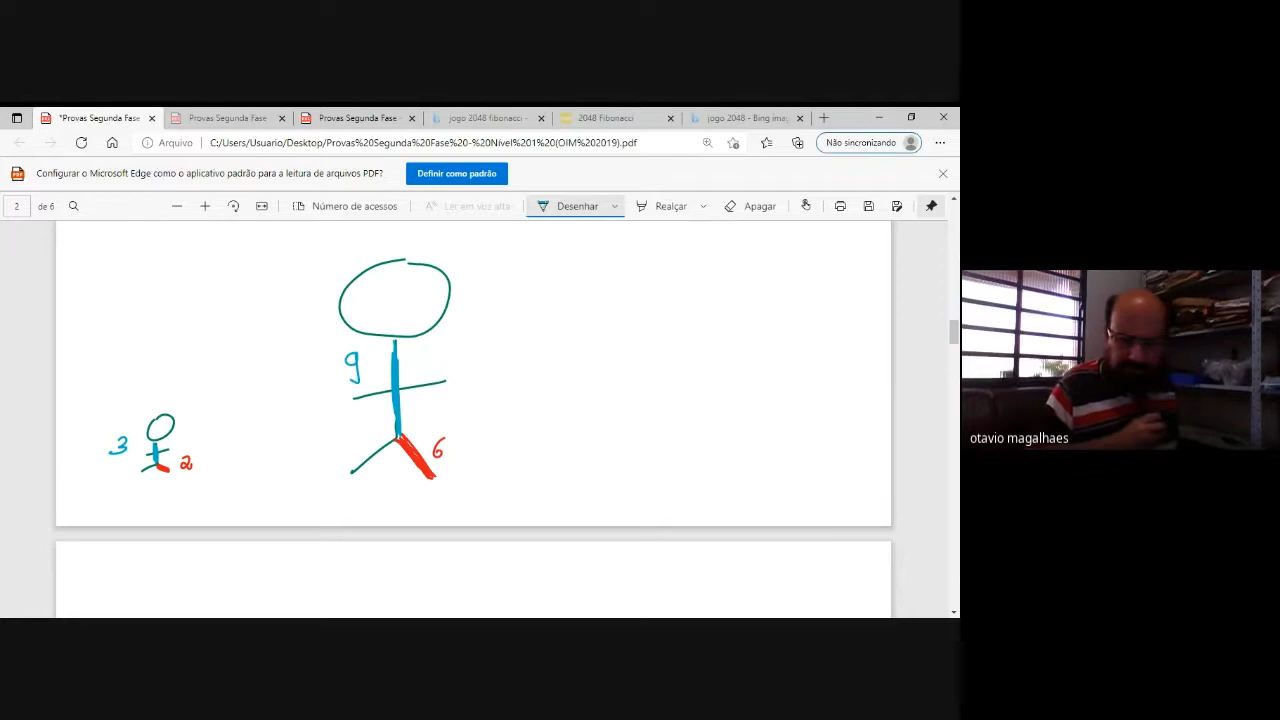 *Provas Segunda Fase
Provas Segunda Fase
Provas Segunda Fase -
jogo 2048 fibonacci -
2048 Fibonacci
jogo 2048 - Bing ima
Arquivo
C:/Users/Usuario/Desktop/Provas%20Segunda%20Fase%20-%20Nível%201%20(OIM%202019).pdf
Não sincronizando
Configurar o Microsoft Edge como o aplicativo padrão para a leitura de arquivos PDF?
Definir como padrão
2
de 6
Número de acessos
Ler em voz alta
Desenhar
Realçar
Apagar
9
3
2
6
otavio magalhaes